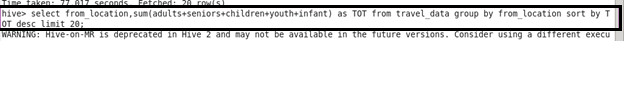 Time taken: 77.017 seconds, Fetched: 20 row(s)
hive> select from_location,sum(adults+seniors+children+youth+infant) as TOT from travel_data group by from_location sort by T
OT desc limit 20;
WARNING: Hive-on-MR is deprecated in Hive 2 and may not be available in the future versions. Consider using a different execu